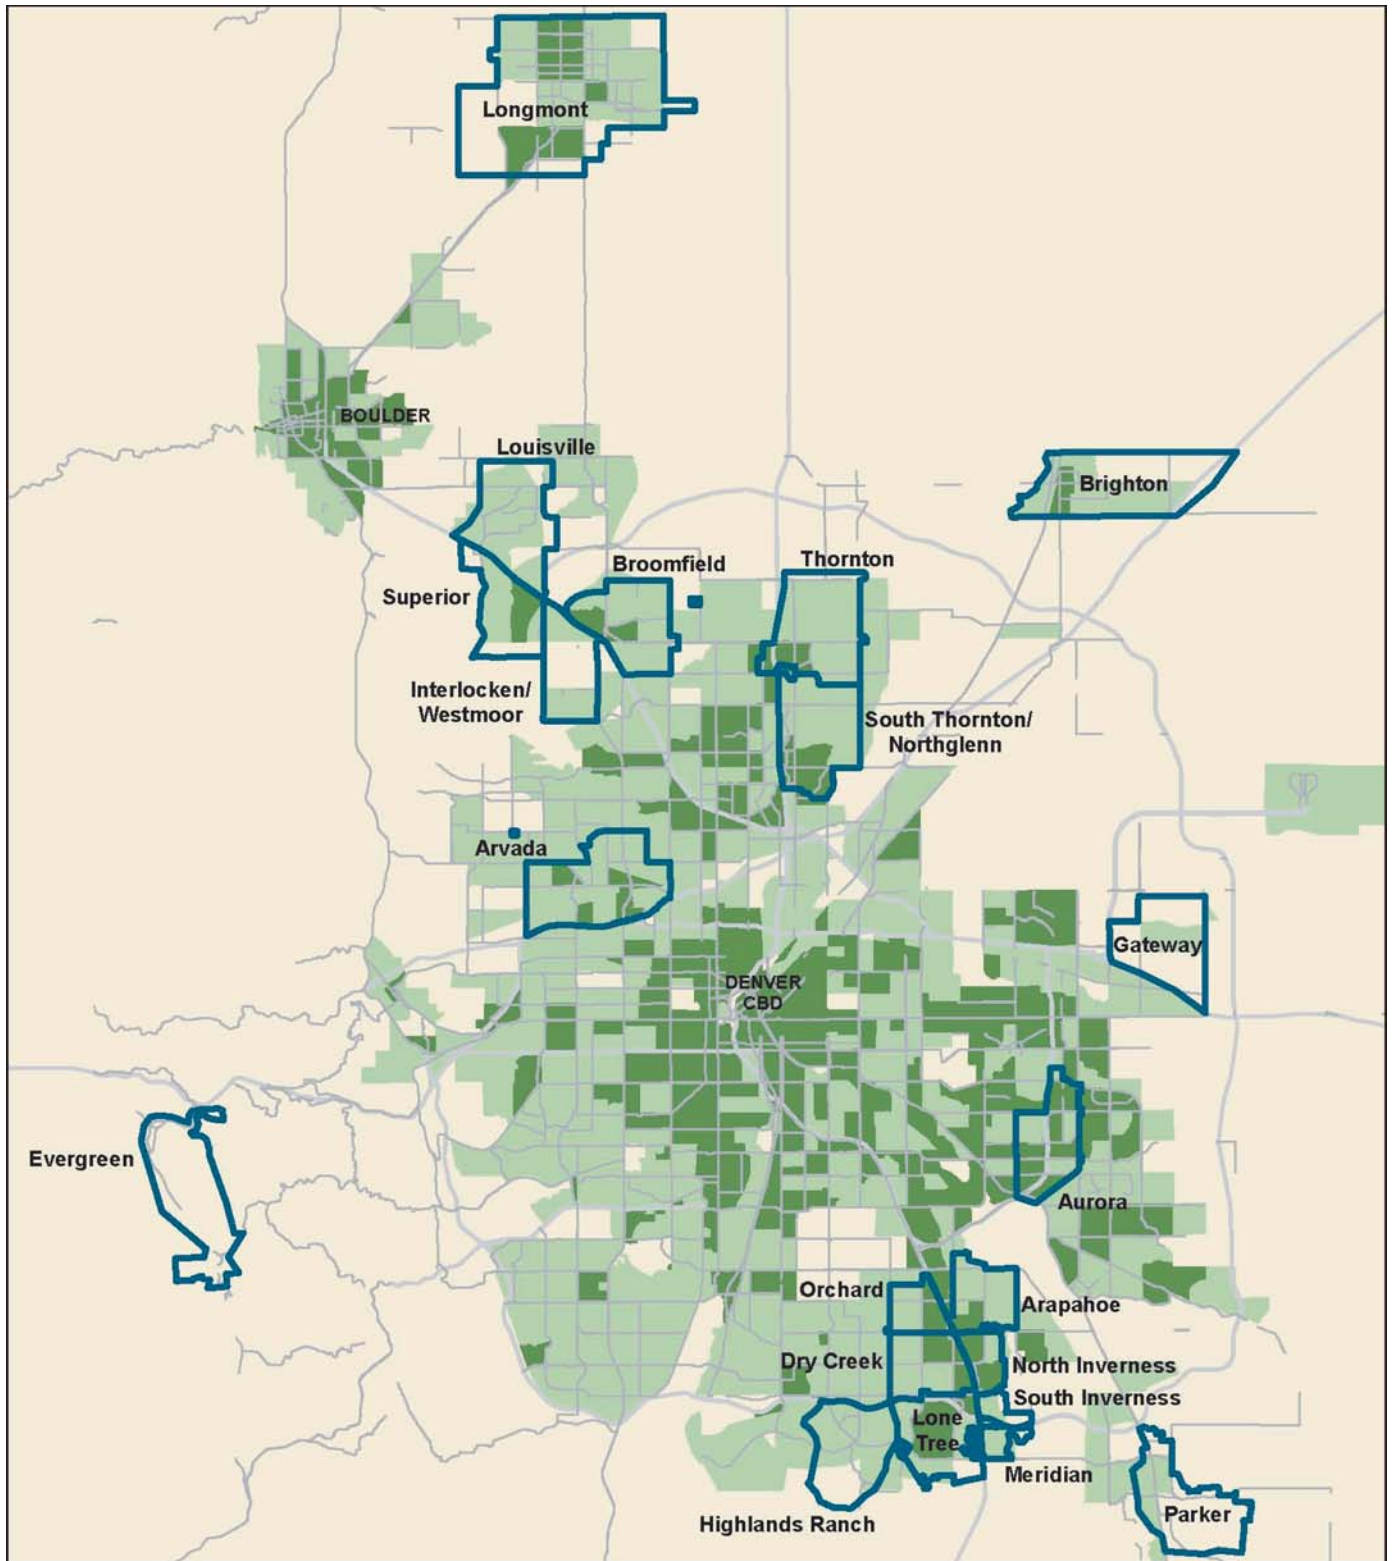 Longmont
BOULDER
Louisville
Brighton
Broomfield
Thornton
Superior
Interlocken/
Westmoor
South Thornton/
Northglenn
Arvada
Gateway
DENVER
CBD
Evergreen
Aurora
Orchard
Arapahoe
Dry Creek
North Inverness
South Inverness
Lone
Tree
Meridian
Parker
Highlands Ranch